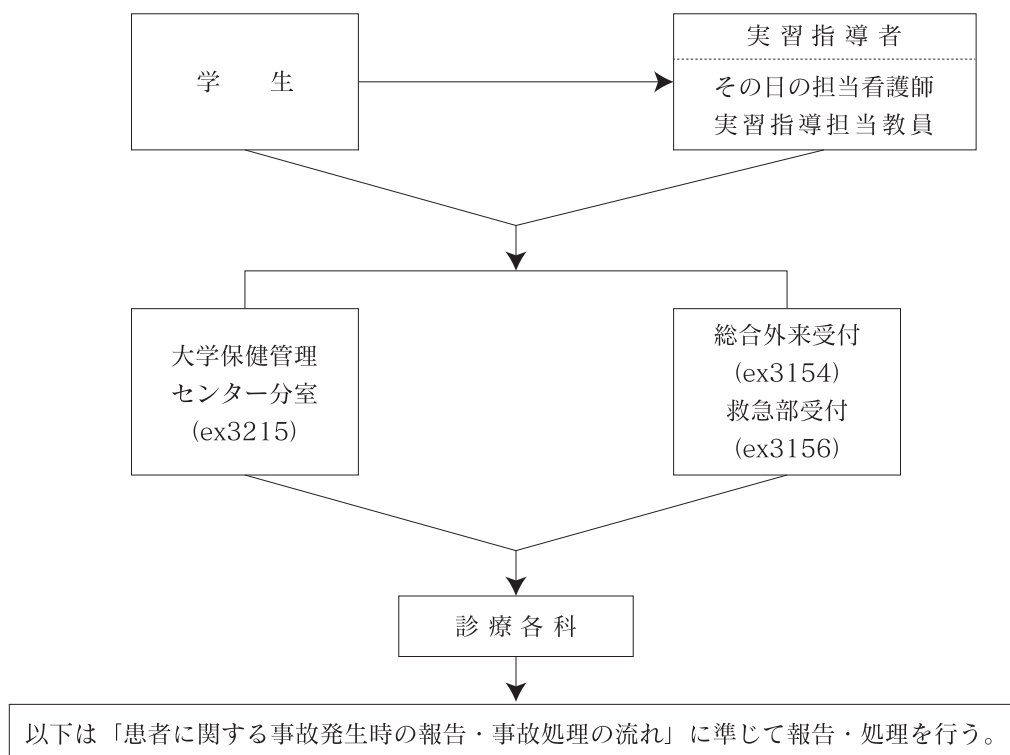 学生
実習指導者
その日の担当看護師
実習指導担当教員
大学保健管理
センター分室
(ex3215)
総合外来受付
(ex3154)
救急部受付
(ex3156)
診療各科
以下は「患者に関する事故発生時の報告・事故処理の流れ」に準じて報告・処理を行う。